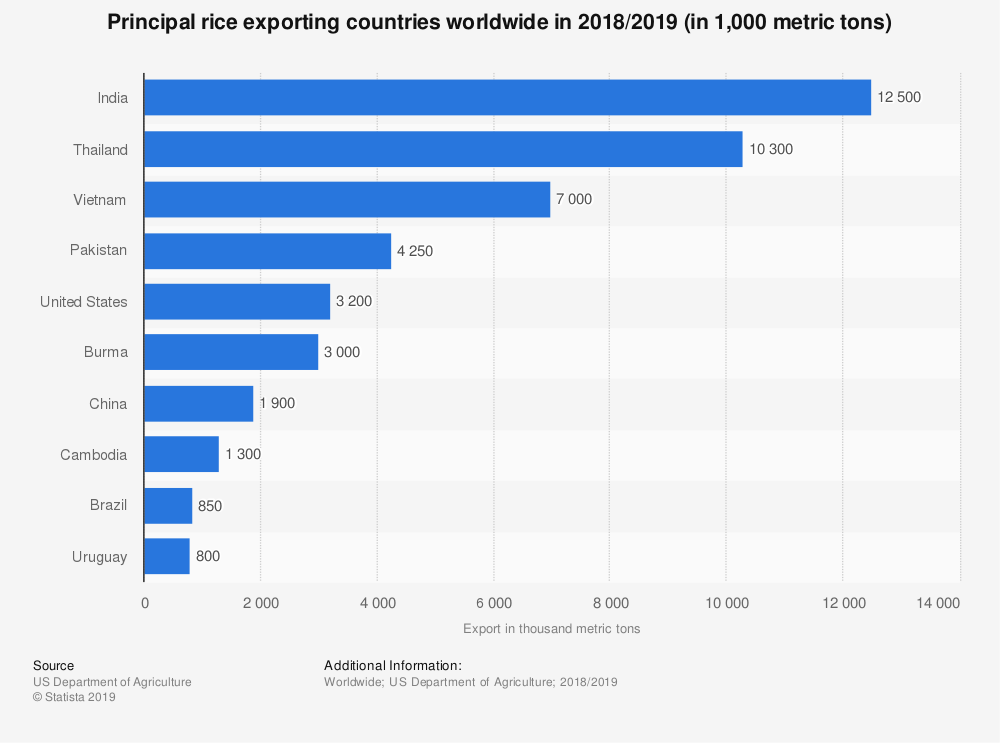 Principal rice exporting countries worldwide in 2018/2019 (in 1,000 metric tons)
India 12 500
Thailand 10 300
Vietnam 7 000
Pakistan 4 250
United States 3 200
Burma 3 000
China 1 900
Cambodia 1 300
Brazil 850
Uruguay 800
0 2 000 4 000 6 000 8 000 10 000 12 000 14 000
Export in thousand metric tons
Source
US Department of Agriculture
© Statista 2019
Additional Information:
Worldwide; US Department of Agriculture; 2018/2019